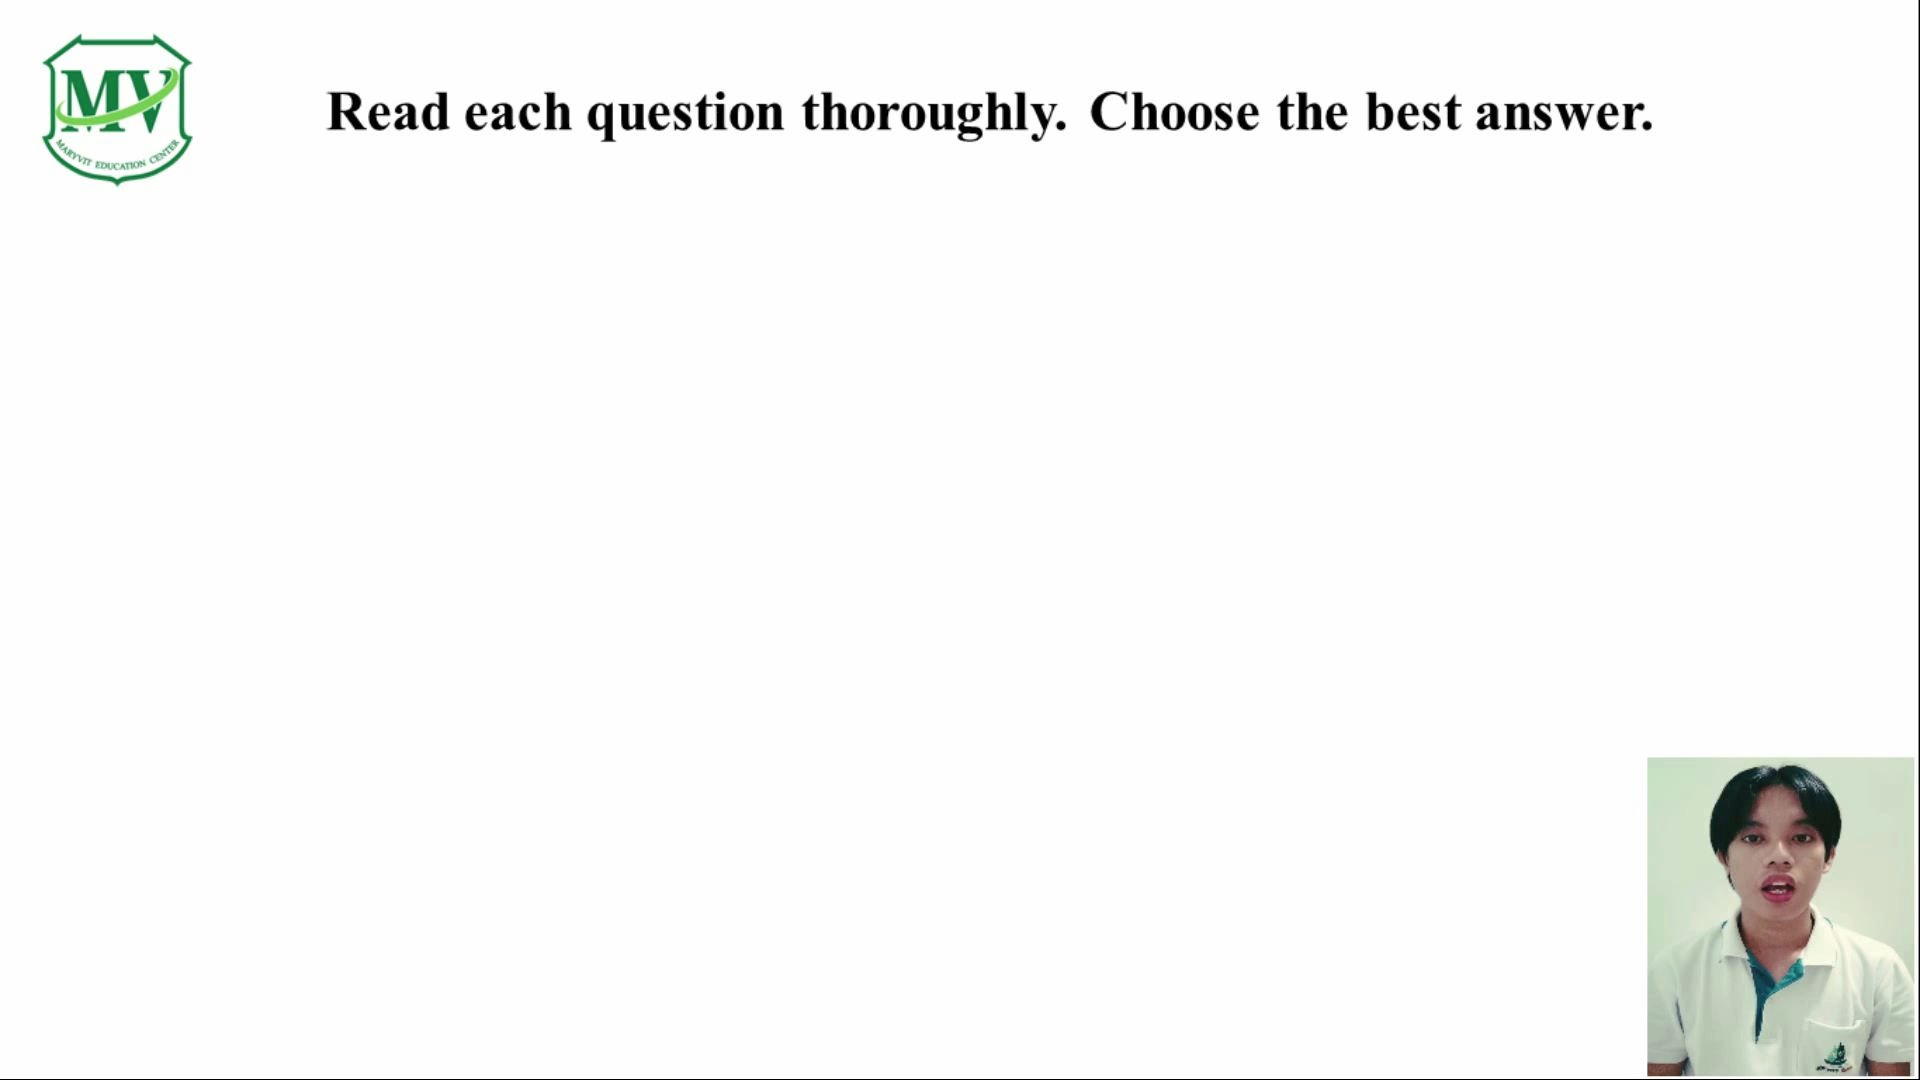 MV
MARYVIT EDUCATION CENTER
Read each question thoroughly. Choose the best answer.